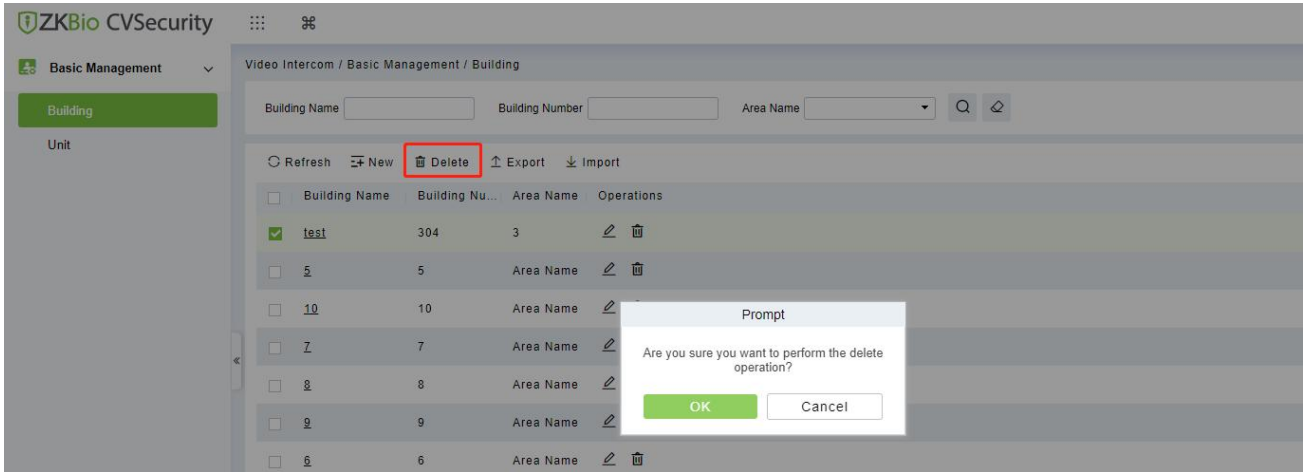 ZKBio CVSecurity
Basic Management
Building
Unit
Video Intercom / Basic Management / Building
Building Name Building Number Area Name
Refresh New Delete Export Import
Building Name Building Nu... Area Name Operations
test 304 3
5 5 Area Name
10 10 Area Name
7 7 Area Name
8 8 Area Name
9 9 Area Name
6 6 Area Name
Prompt
Are you sure you want to perform the delete
operation?
OK Cancel